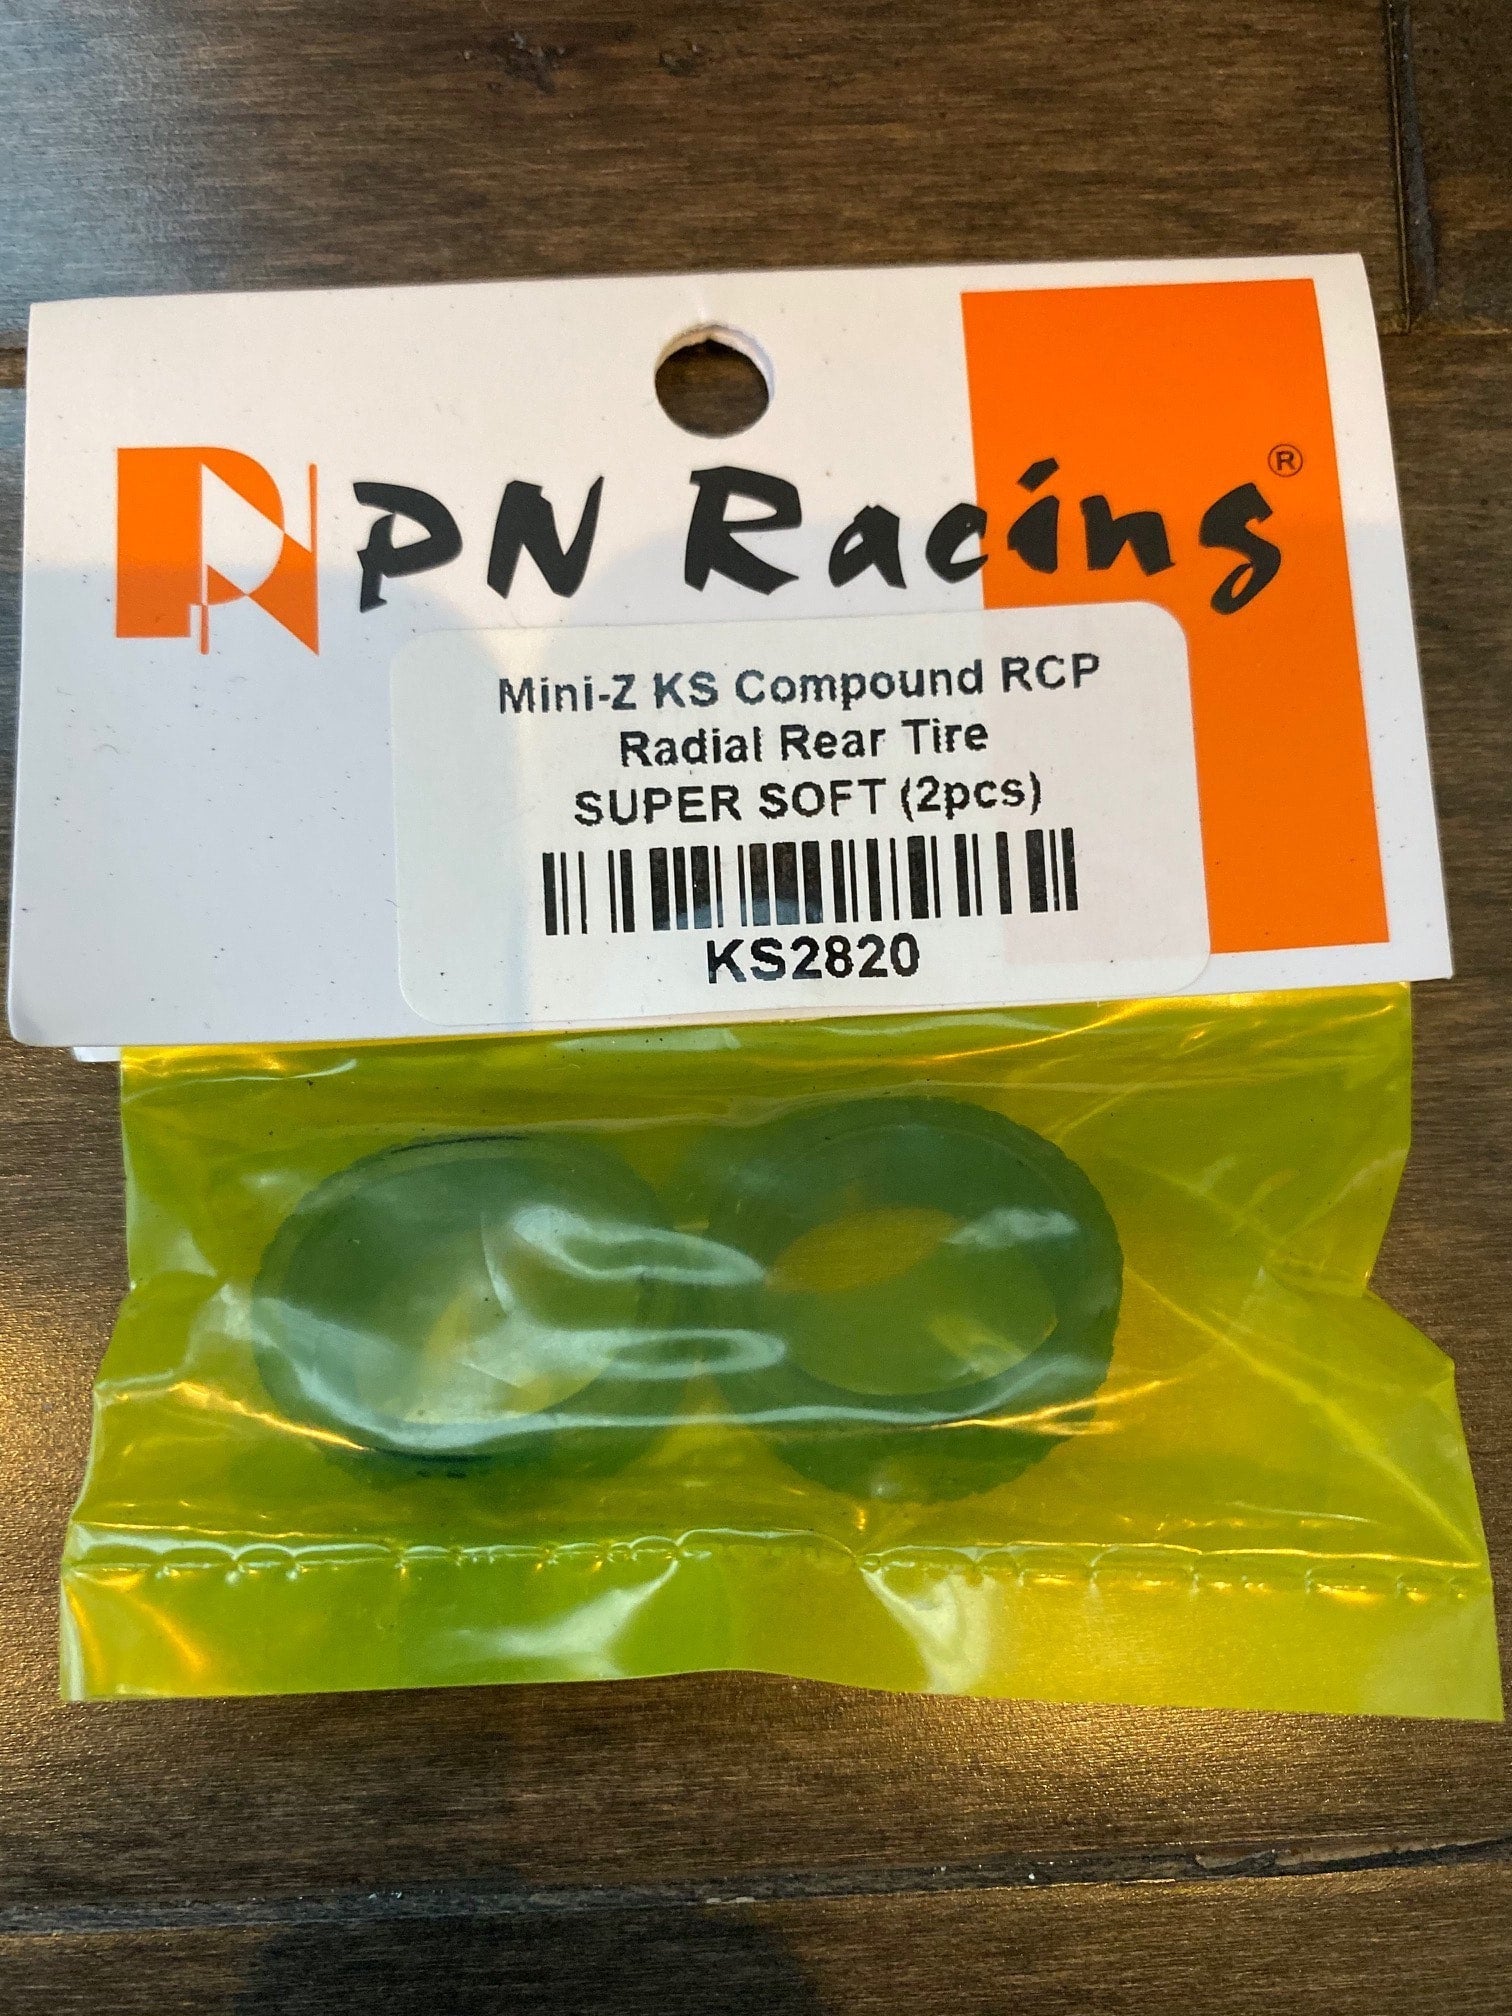 PN Racing®
Mini-Z KS Compound RCP
Radial Rear Tire
SUPER SOFT (2pcs)
KS2820